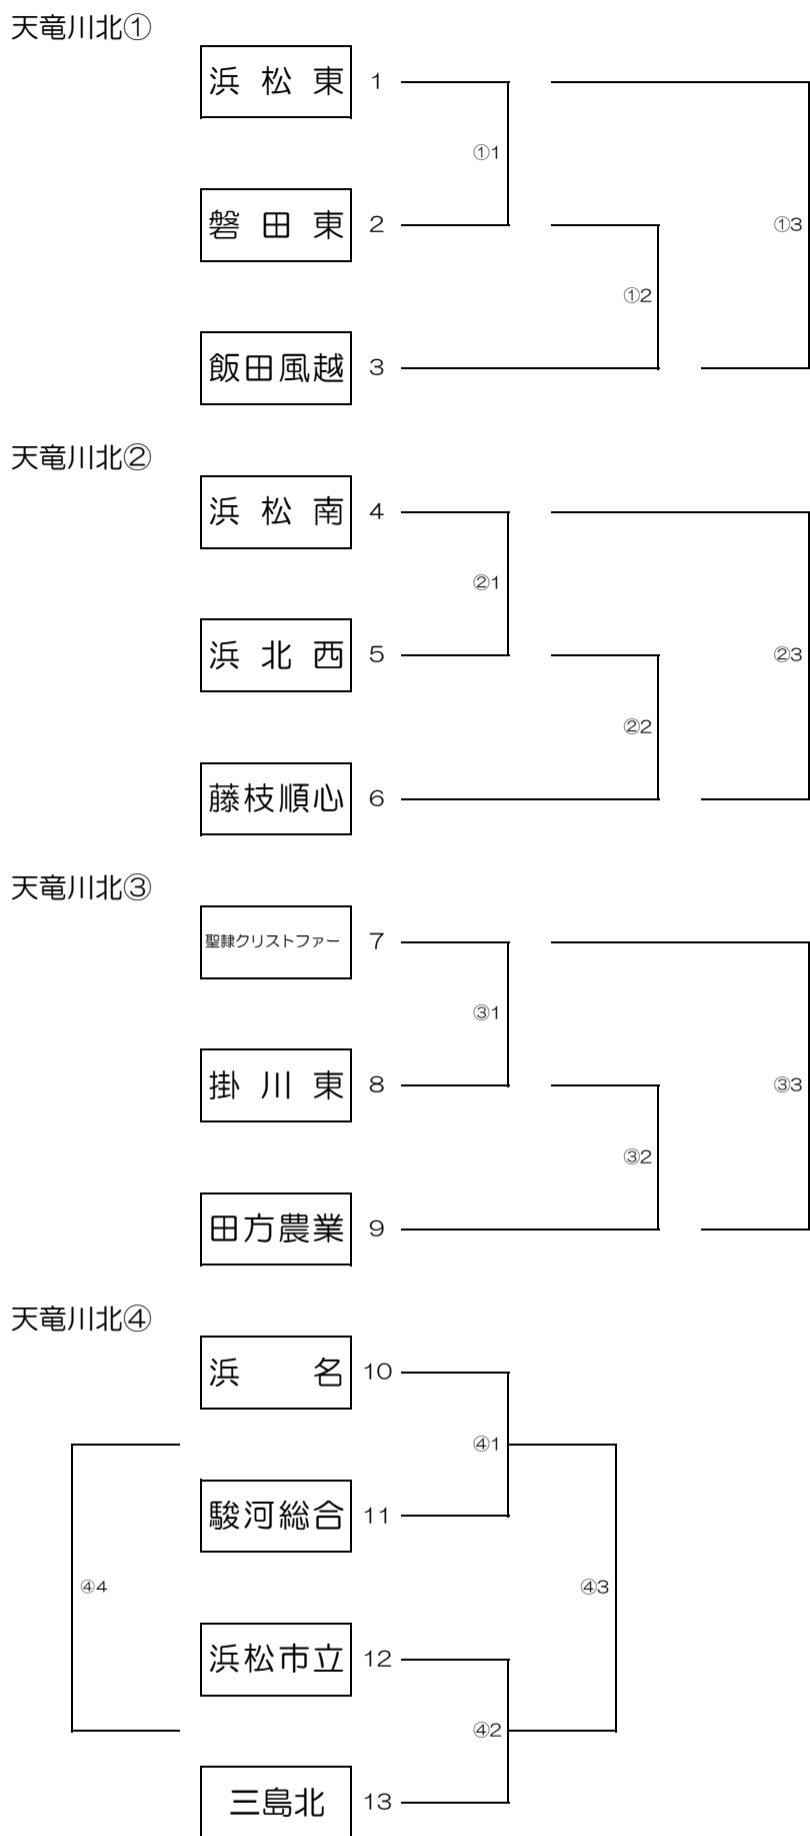 天竜川北①
浜松東 1
①1
磐田東 2
①3
①2
飯田風越 3
天竜川北②
浜松南 4
②1
浜北西 5
②3
②2
藤枝順心 6
天竜川北③
聖隷クリストファー 7
③1
掛川東 8
③3
③2
田方農業 9
天竜川北④
浜名 10
④1
駿河総合 11
④4
④3
浜松市立 12
④2
三島北 13